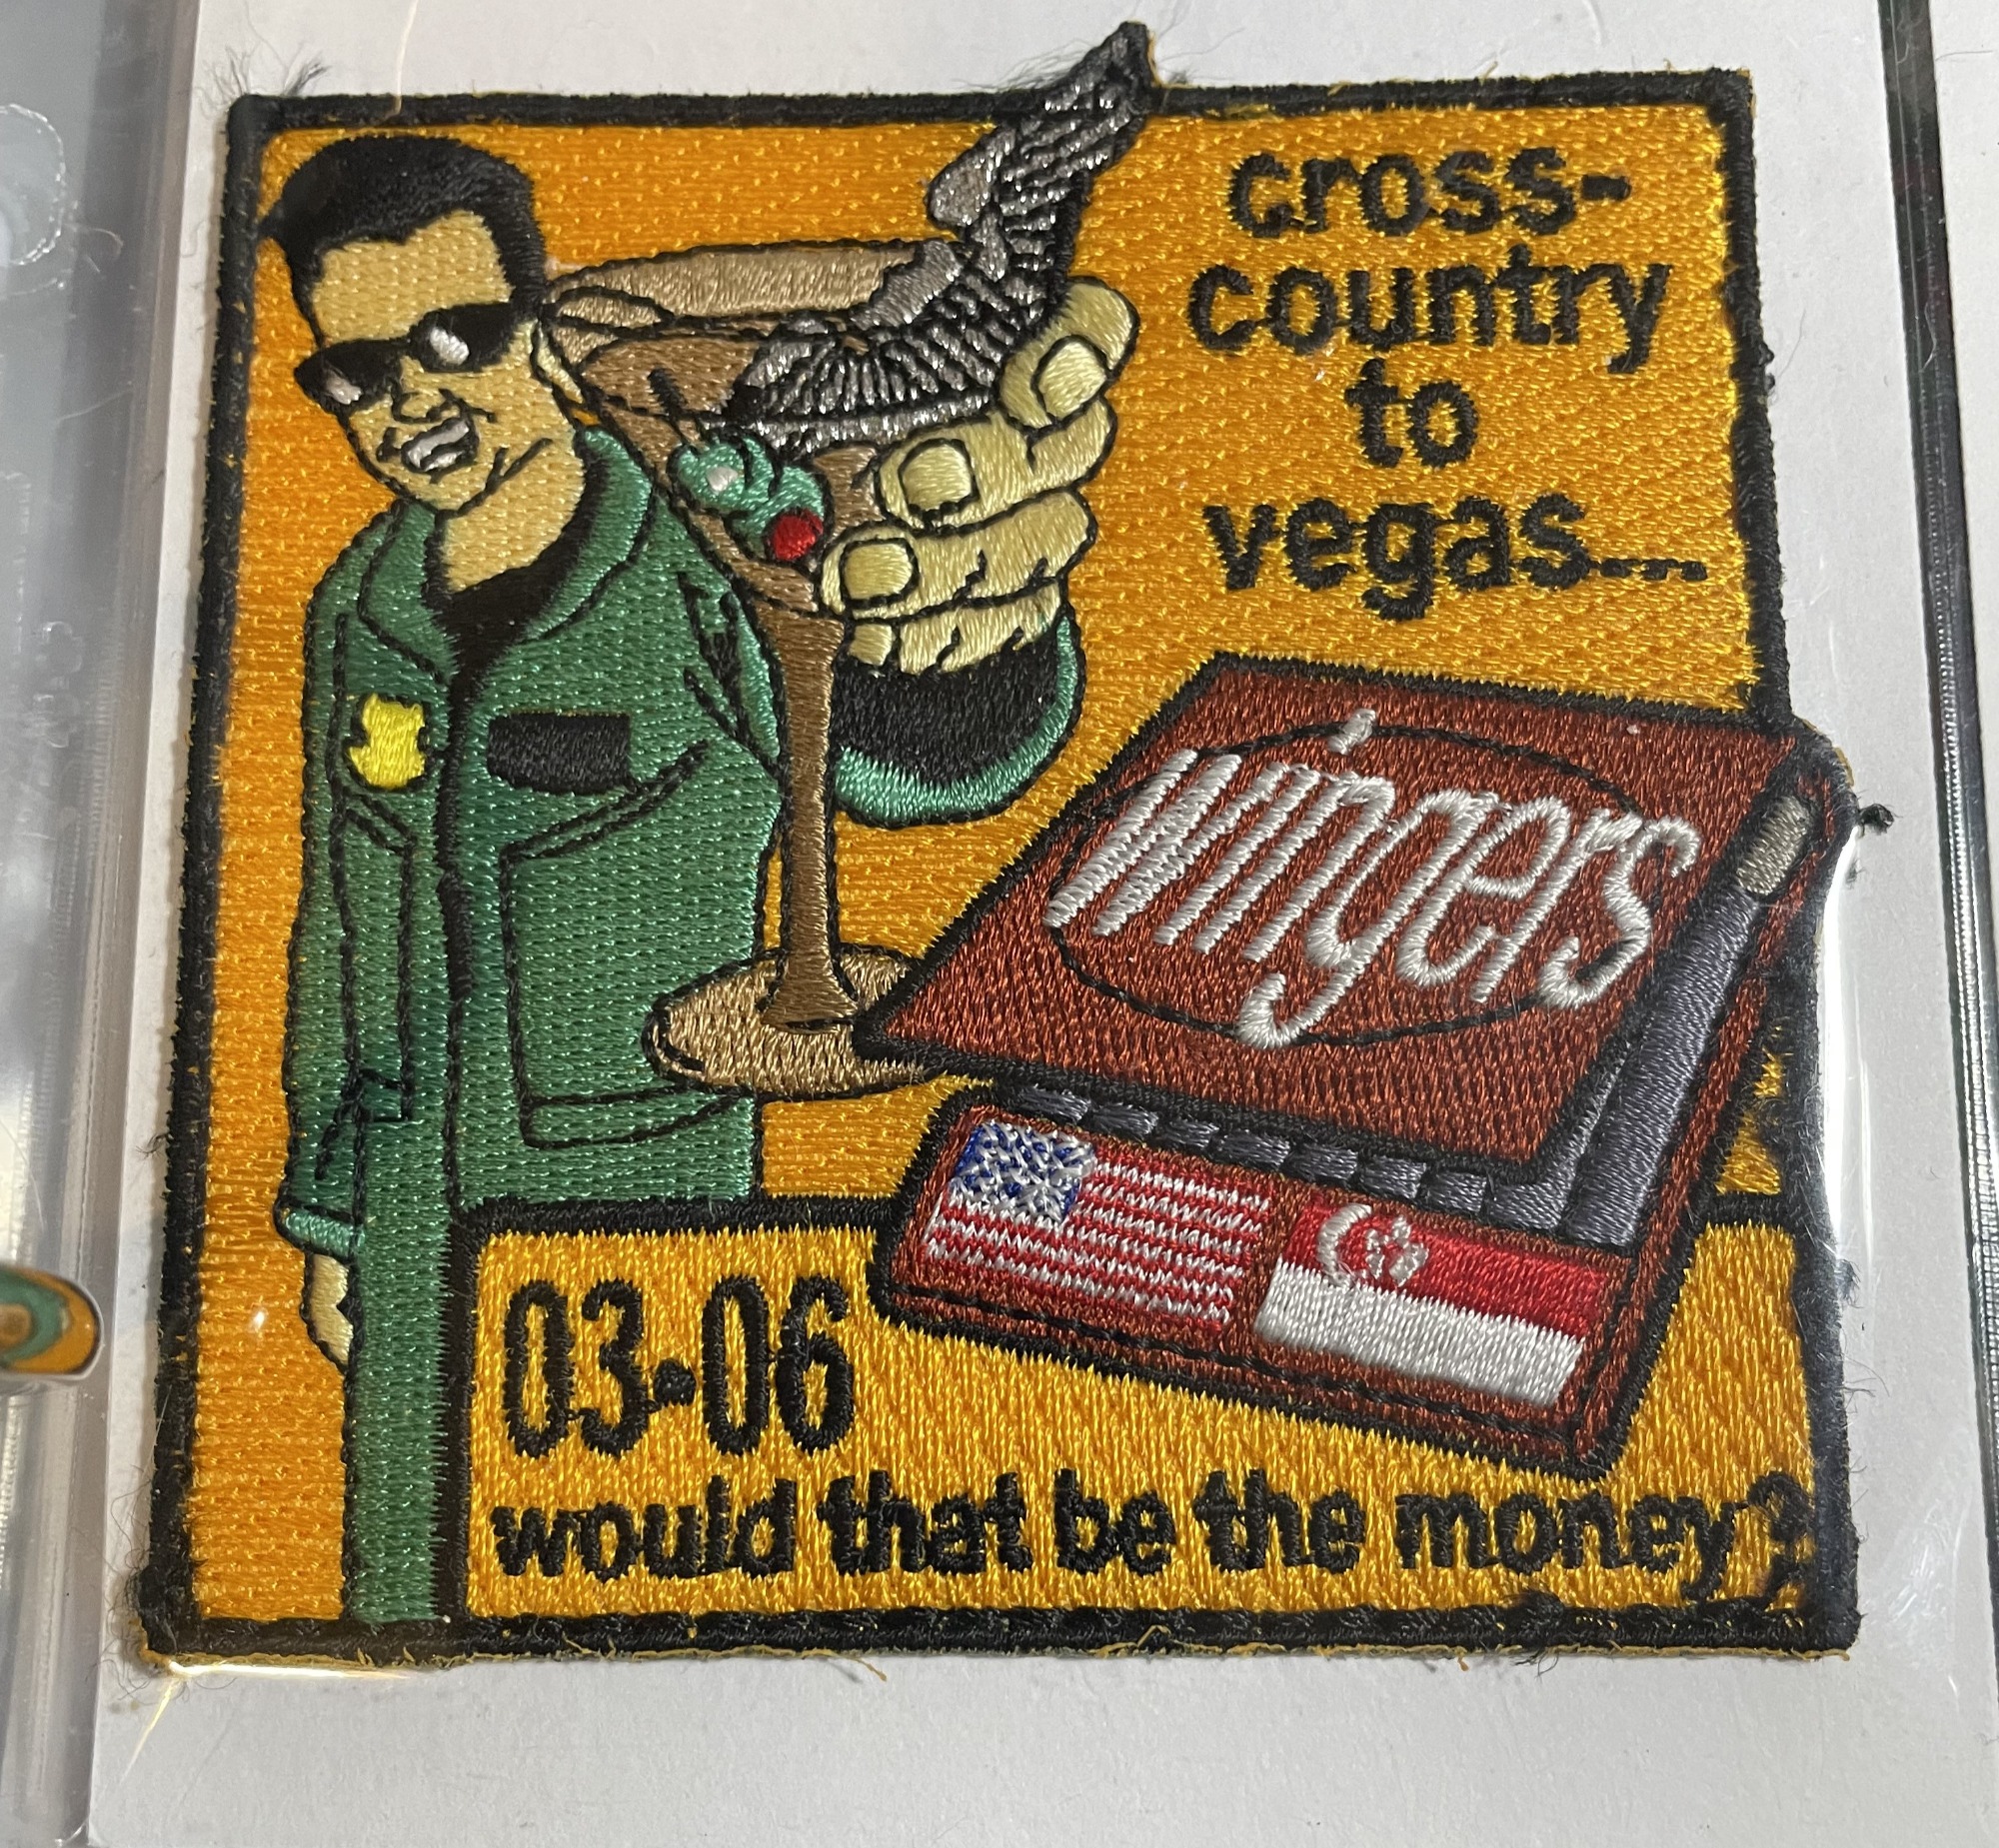 cross-
country
to
vegas...
Wingers
03•06
would that be the money?